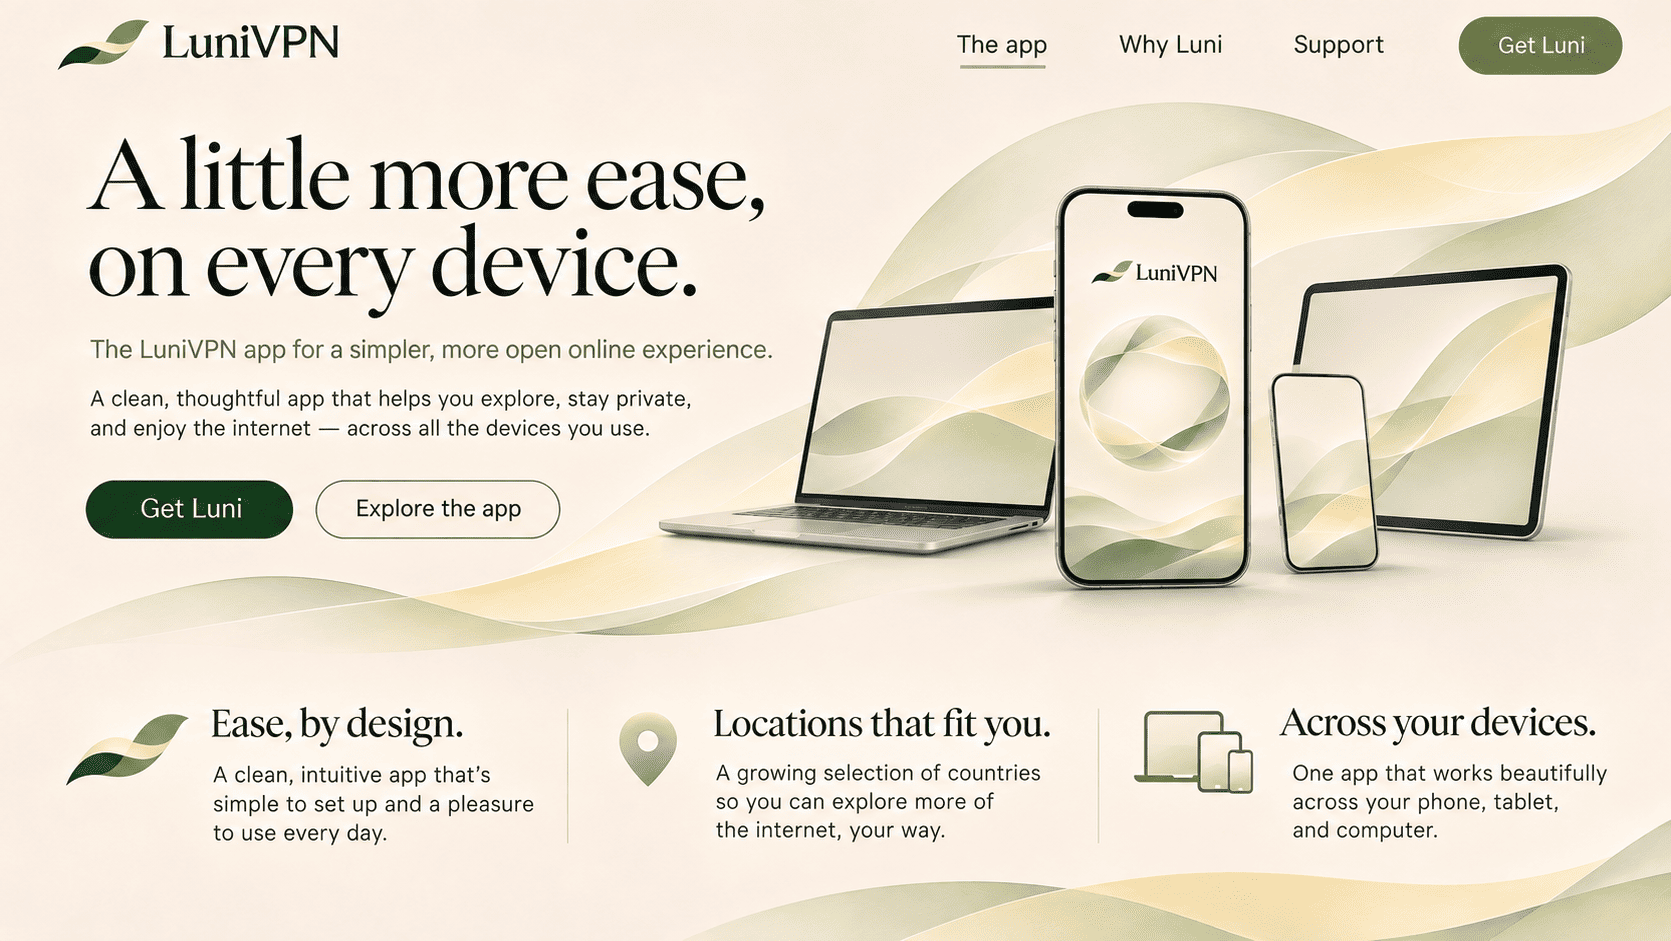 LuniVPN
The app
Why Luni
Support
Get Luni
A little more ease,
on every device.
The LuniVPN app for a simpler, more open online experience.
A clean, thoughtful app that helps you explore, stay private,
and enjoy the internet — across all the devices you use.
Get Luni
Explore the app
LuniVPN
Ease, by design.
A clean, intuitive app that's
simple to set up and a pleasure
to use every day.
Locations that fit you.
A growing selection of countries
so you can explore more of
the internet, your way.
Across your devices.
One app that works beautifully
across your phone, tablet,
and computer.